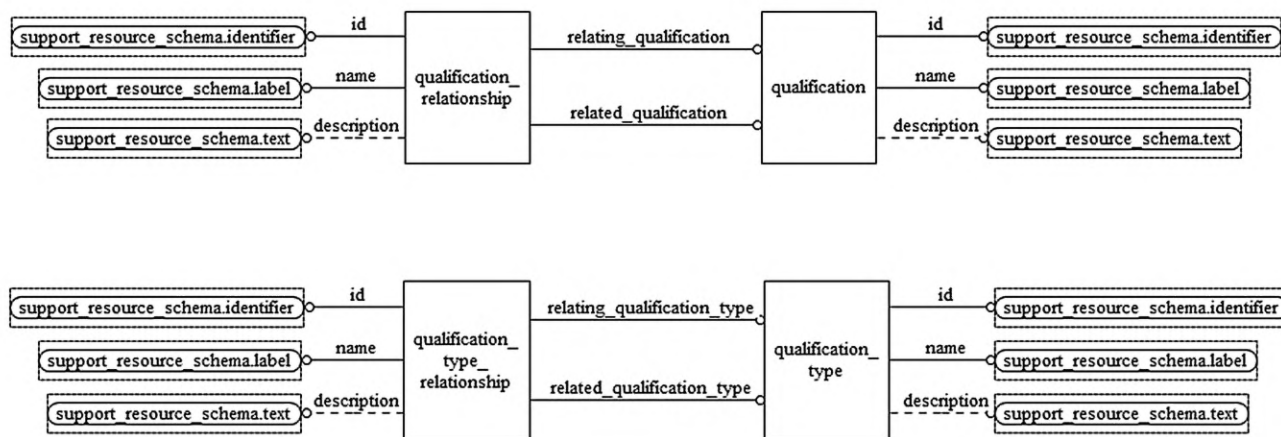 id
support_resource_schema.identifier
name
support_resource_schema.label
description
support_resource_schema.text
qualification_
relationship
relating_qualification
related_qualification
qualification
id
support_resource_schema.identifier
name
support_resource_schema.label
description
support_resource_schema.text
id
support_resource_schema.identifier
name
support_resource_schema.label
description
support_resource_schema.text
qualification_
type_
relationship
relating_qualification_type
related_qualification_type
qualification_
type
id
support_resource_schema.identifier
name
support_resource_schema.label
description
support_resource_schema.text